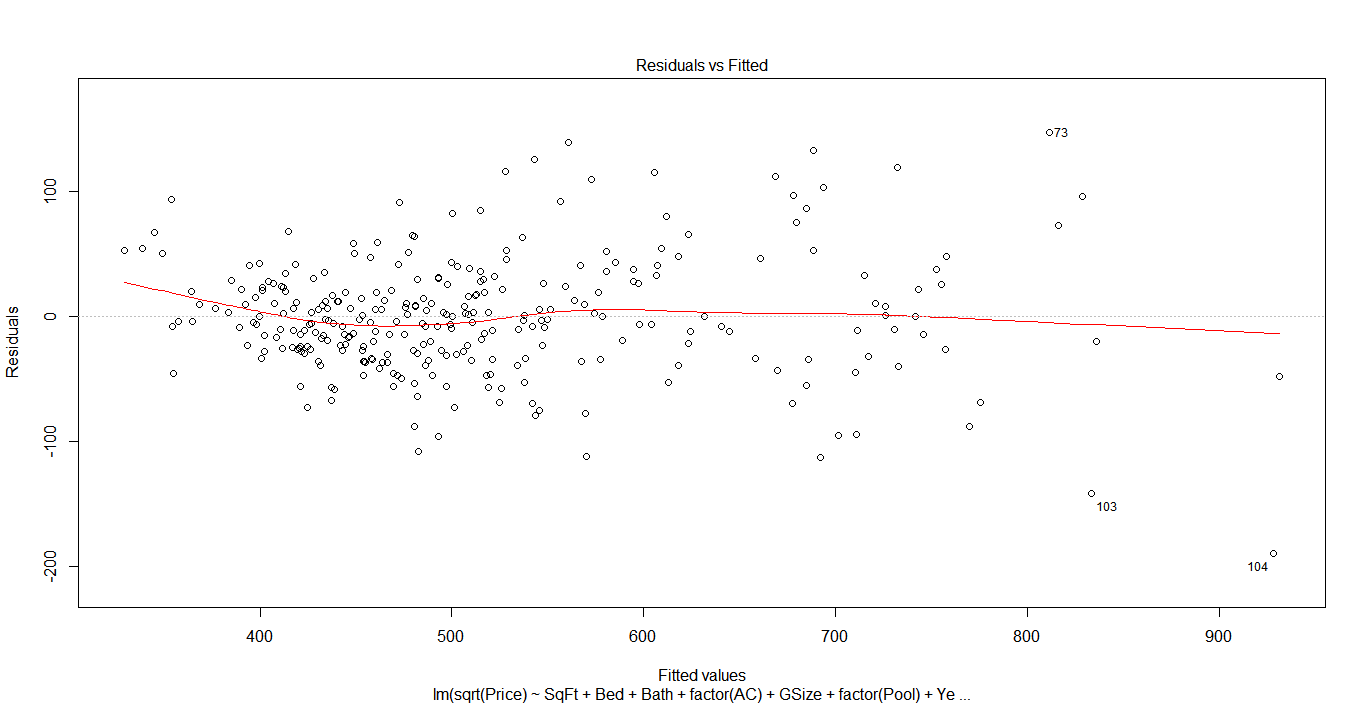 Residuals vs Fitted
73
100
0
-100
-200
Residuals
103
104
400 500 600 700 800 900
Fitted values
lm(sqrt(Price) ~ SqFt + Bed + Bath + factor(AC) + GSize + factor(Pool) + Ye ...